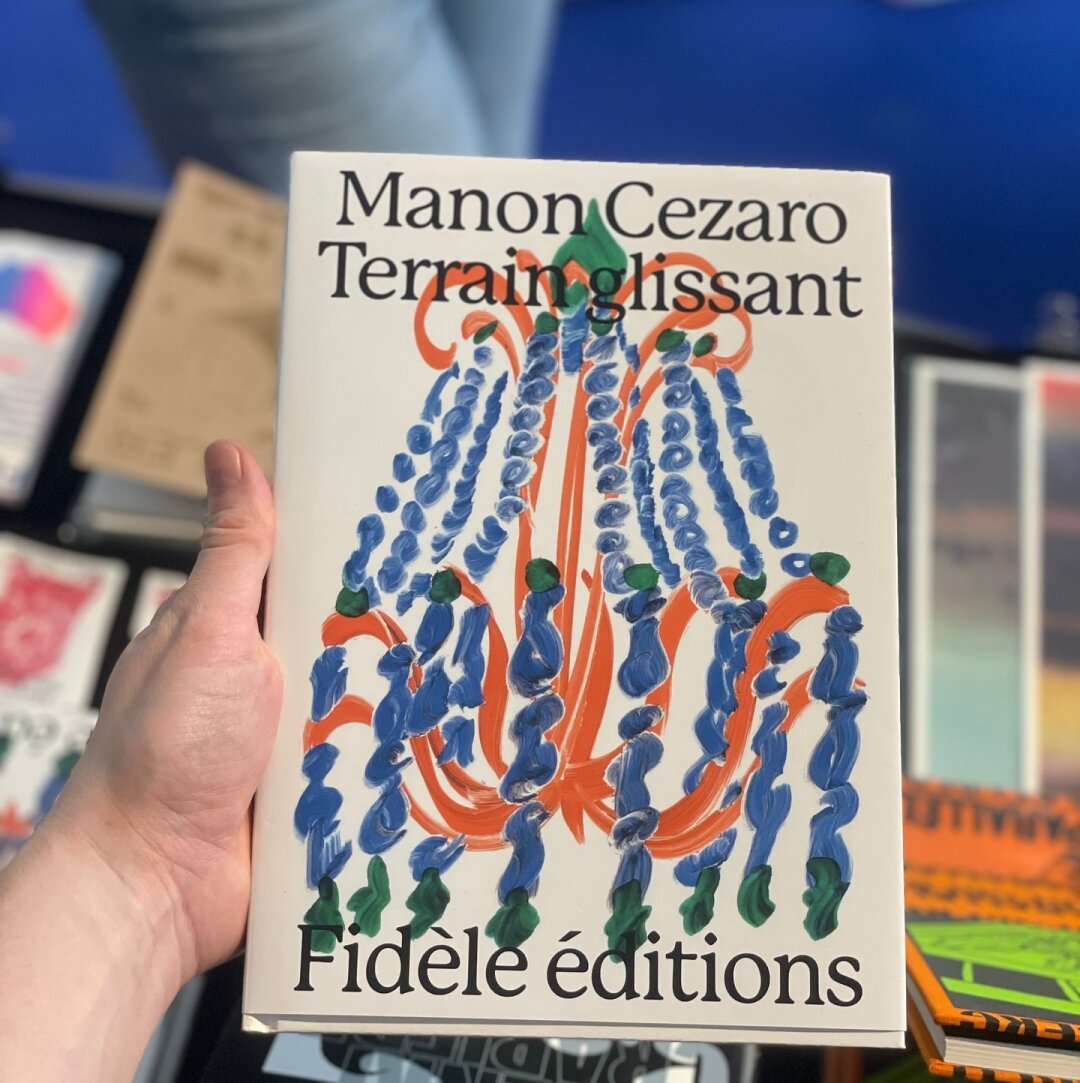 Manon Cezaro
Terrain glissant
Fidèle éditions